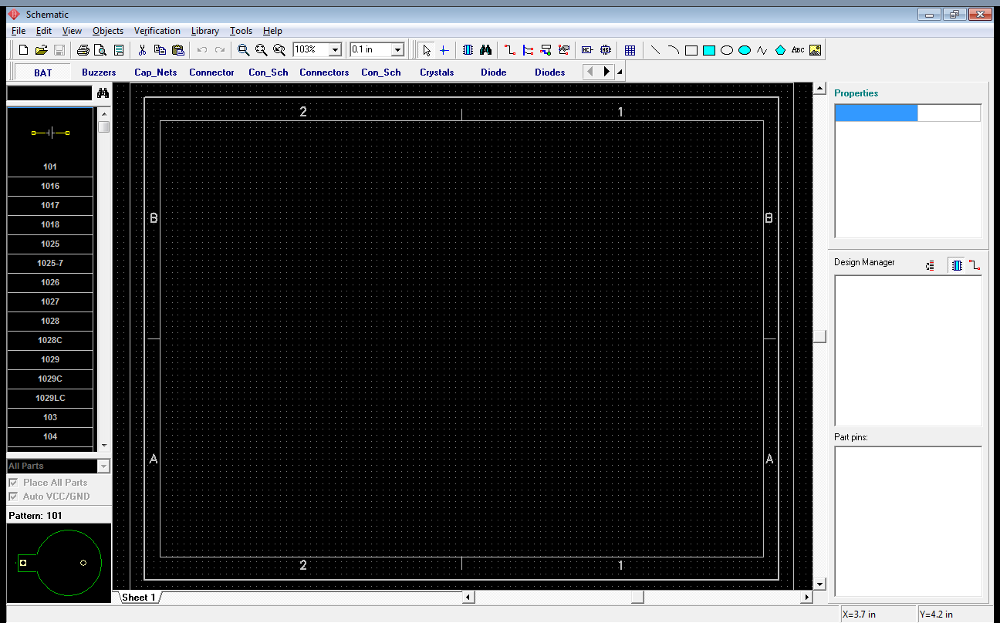 Schematic
File Edit View Objects Verification Library Tools Help
103% 0.1 in ABC
BAT Buzzers Cap_Nets Connector Con_Sch Connectors Con_Sch Crystals Diode Diodes
101
1016
1017
1018
1025
1025-7
1026
1027
1028
1028C
1029
1029C
1029LC
103
104
All Parts
Place All Parts
Auto VCC/GND
Pattern: 101
2 1
B B
A A
2 1
Sheet 1
Properties
Design Manager
Part pins:
X=3.7 in Y=4.2 in